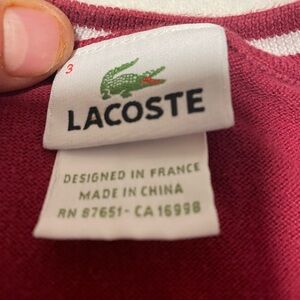 3
LACOSTE
DESIGNED IN FRANCE
MADE IN CHINA
RN 87651 - CA 16998